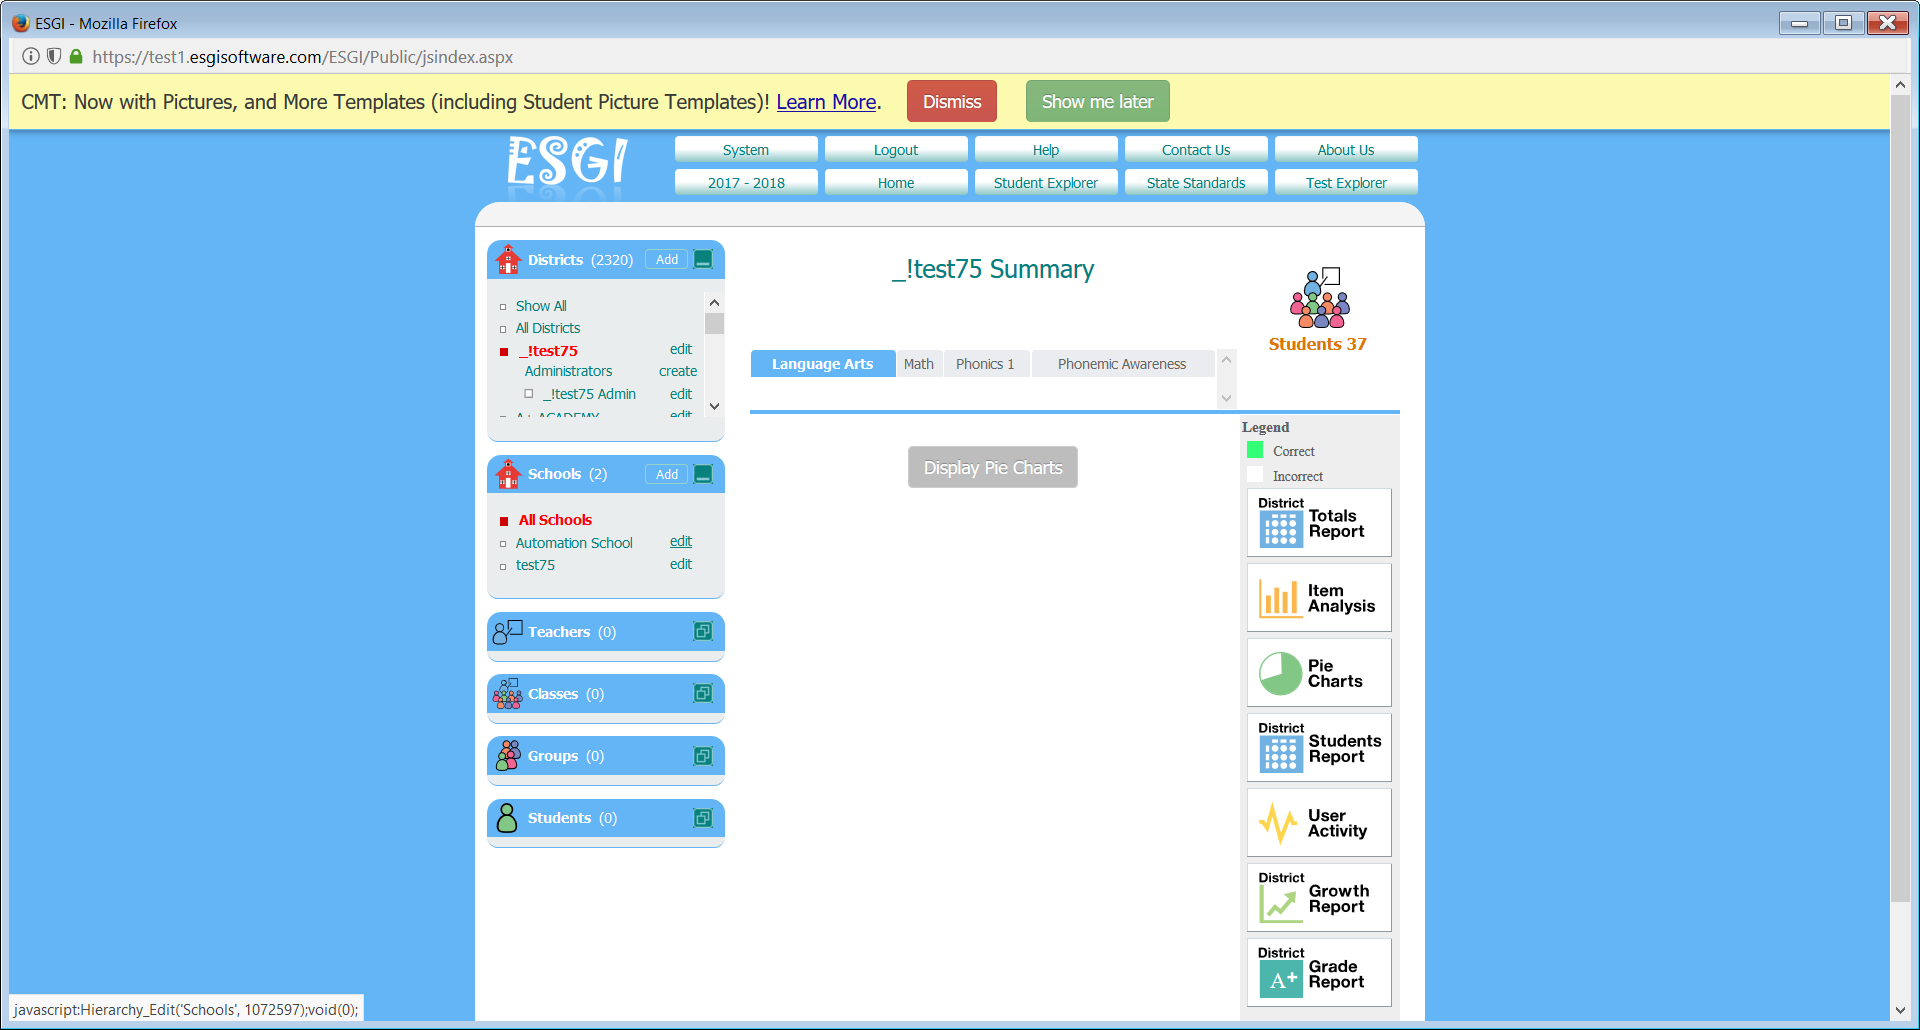 ESGI - Mozilla Firefox
https://test1.esgisoftware.com/ESGI/Public/jsindex.aspx
CMT: Now with Pictures, and More Templates (including Student Picture Templates)! Learn More. Dismiss Show me later
ESGI
System Logout Help Contact Us About Us
2017 - 2018 Home Student Explorer State Standards Test Explorer
Districts (2320) Add
Show All
All Districts
_!test75 edit
Administrators create
_!test75 Admin edit
A+ ACADEMY edit
Schools (2) Add
All Schools
Automation School edit
test75 edit
Teachers (0)
Classes (0)
Groups (0)
Students (0)
_!test75 Summary
Students 37
Language Arts Math Phonics 1 Phonemic Awareness
Display Pie Charts
Legend
Correct
Incorrect
District
Totals
Report
Item
Analysis
Pie
Charts
District
Students
Report
User
Activity
District
Growth
Report
District
A+
Grade
Report
javascript:Hierarchy_Edit('Schools', 1072597);void(0);